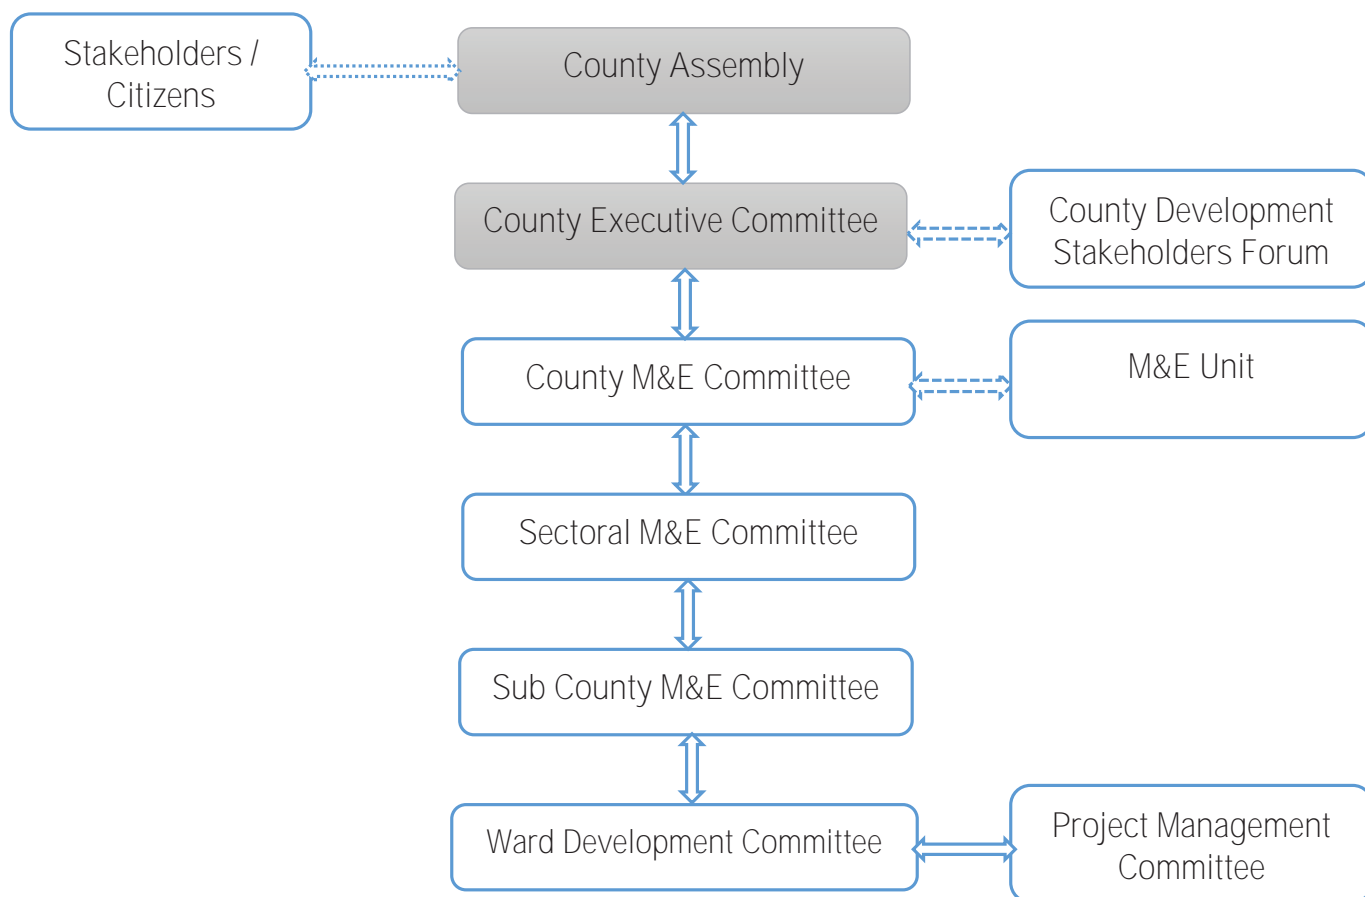 Stakeholders /
Citizens
County Assembly
County Executive Committee
County Development
Stakeholders Forum
County M&E Committee
M&E Unit
Sectoral M&E Committee
Sub County M&E Committee
Ward Development Committee
Project Management
Committee